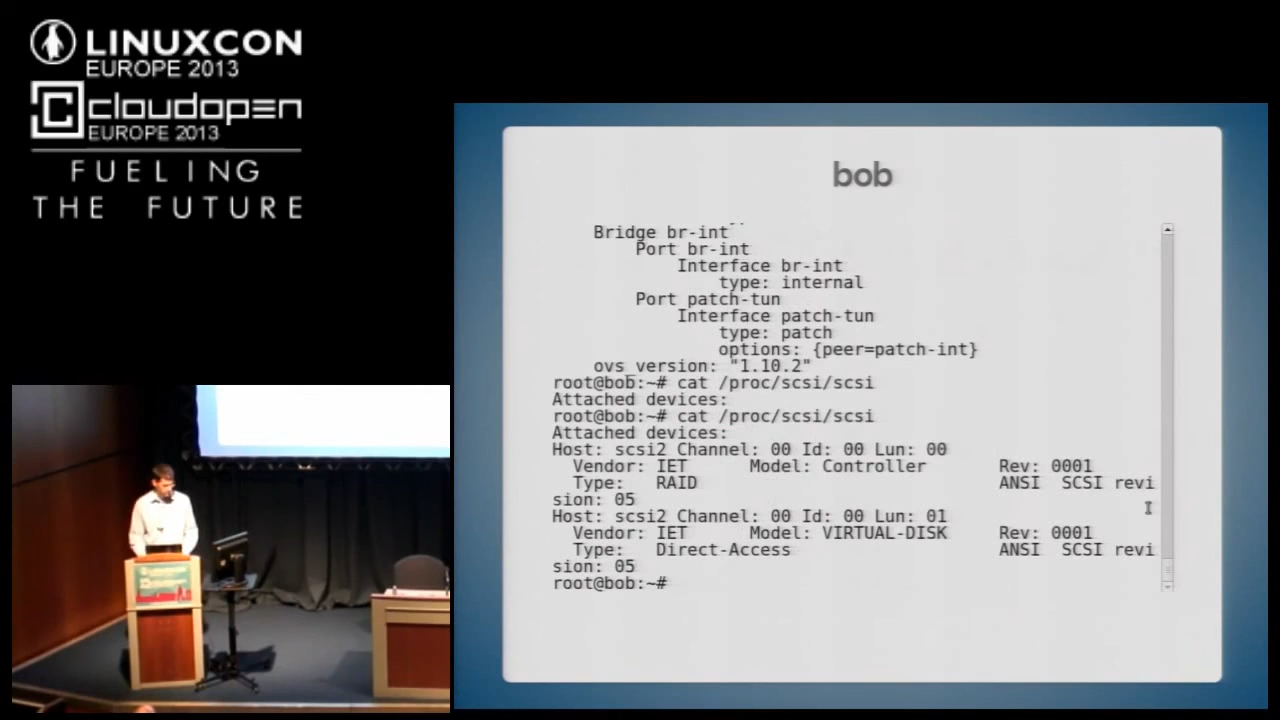 LINUXCON
EUROPE 2013
cloudopen
EUROPE 2013
FUELING
THE FUTURE
bob
Bridge br-int
Port br-int
Interface br-int
type: internal
Port patch-tun
Interface patch-tun
type: patch
options: {peer=patch-int}
ovs_version: "1.10.2"
root@bob:~# cat /proc/scsi/scsi
Attached devices:
root@bob:~# cat /proc/scsi/scsi
Attached devices:
Host: scsi2 Channel: 00 Id: 00 Lun: 00
Vendor: IET Model: Controller Rev: 0001
Type: RAID ANSI SCSI revi
sion: 05
Host: scsi2 Channel: 00 Id: 00 Lun: 01
Vendor: IET Model: VIRTUAL-DISK Rev: 0001
Type: Direct-Access ANSI SCSI revi
sion: 05
root@bob:~#